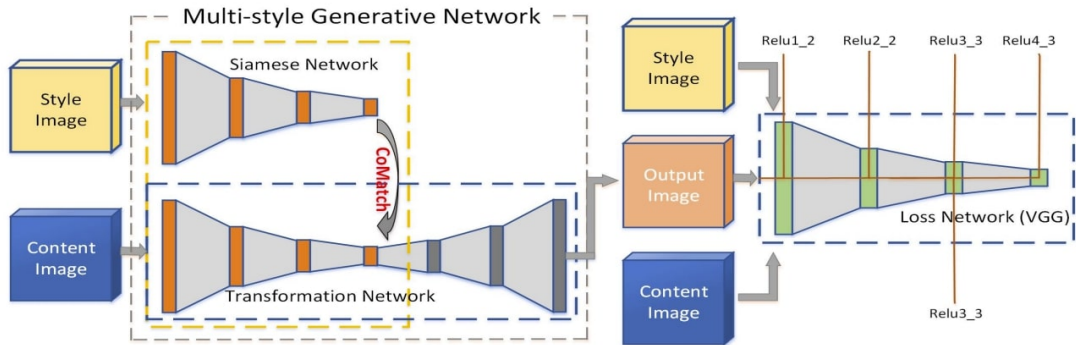 Multi-style Generative Network
Style
Image
Siamese Network
CoMatch
Content
Image
Transformation Network
Style
Image
Output
Image
Content
Image
Relu1_2
Relu2_2
Relu3_3
Relu4_3
Loss Network (VGG)
Relu3_3